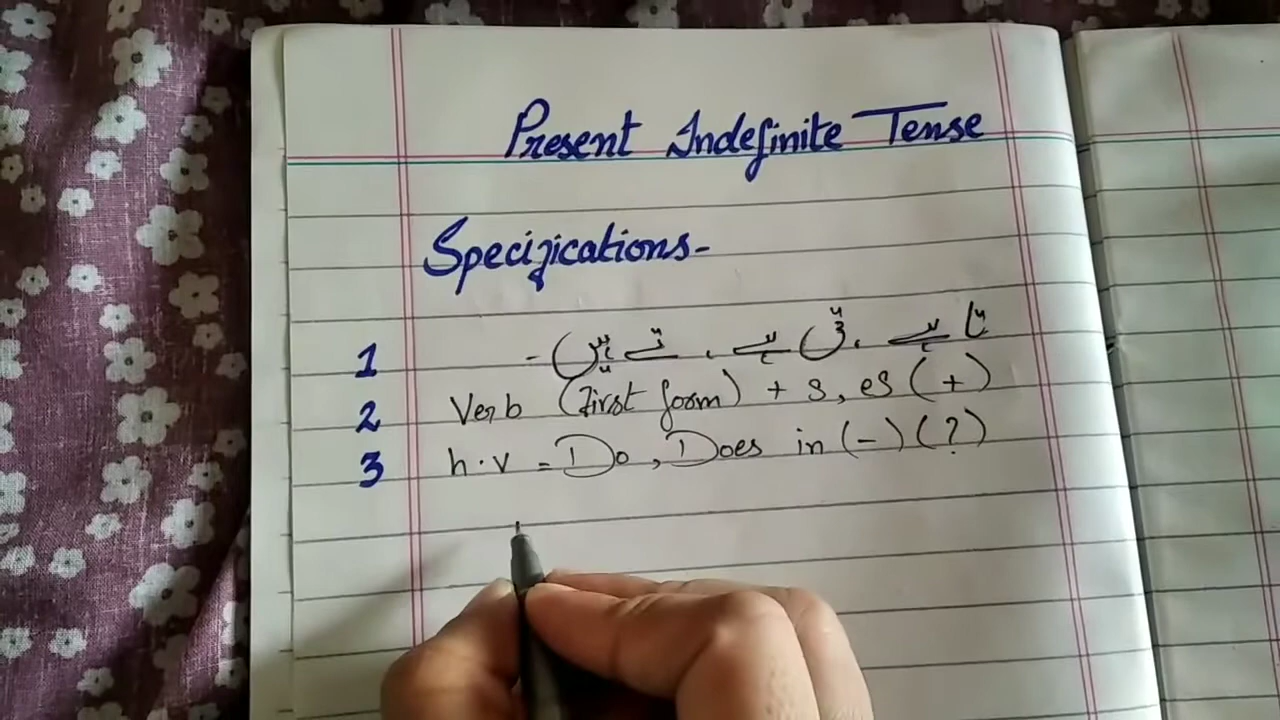 Present Indefinite Tense
Specifications-
1 تا ہے ، تی ہے ، تے ہیں -
2 Verb (first form) + s, es (+)
3 h.v = Do, Does in (-) (?)